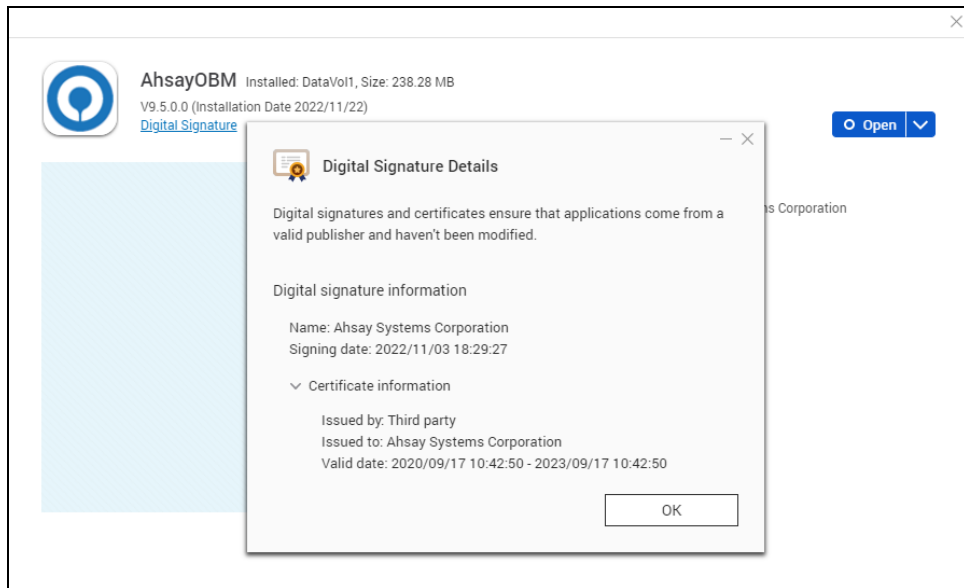 AhsayOBM Installed: DataVol1, Size: 238.28 MB
V9.5.0.0 (Installation Date 2022/11/22)
Digital Signature
Open
Digital Signature Details
Digital signatures and certificates ensure that applications come from a
valid publisher and haven't been modified.
s Corporation
Digital signature information
Name: Ahsay Systems Corporation
Signing date: 2022/11/03 18:29:27
Certificate information
Issued by: Third party
Issued to: Ahsay Systems Corporation
Valid date: 2020/09/17 10:42:50 - 2023/09/17 10:42:50
OK